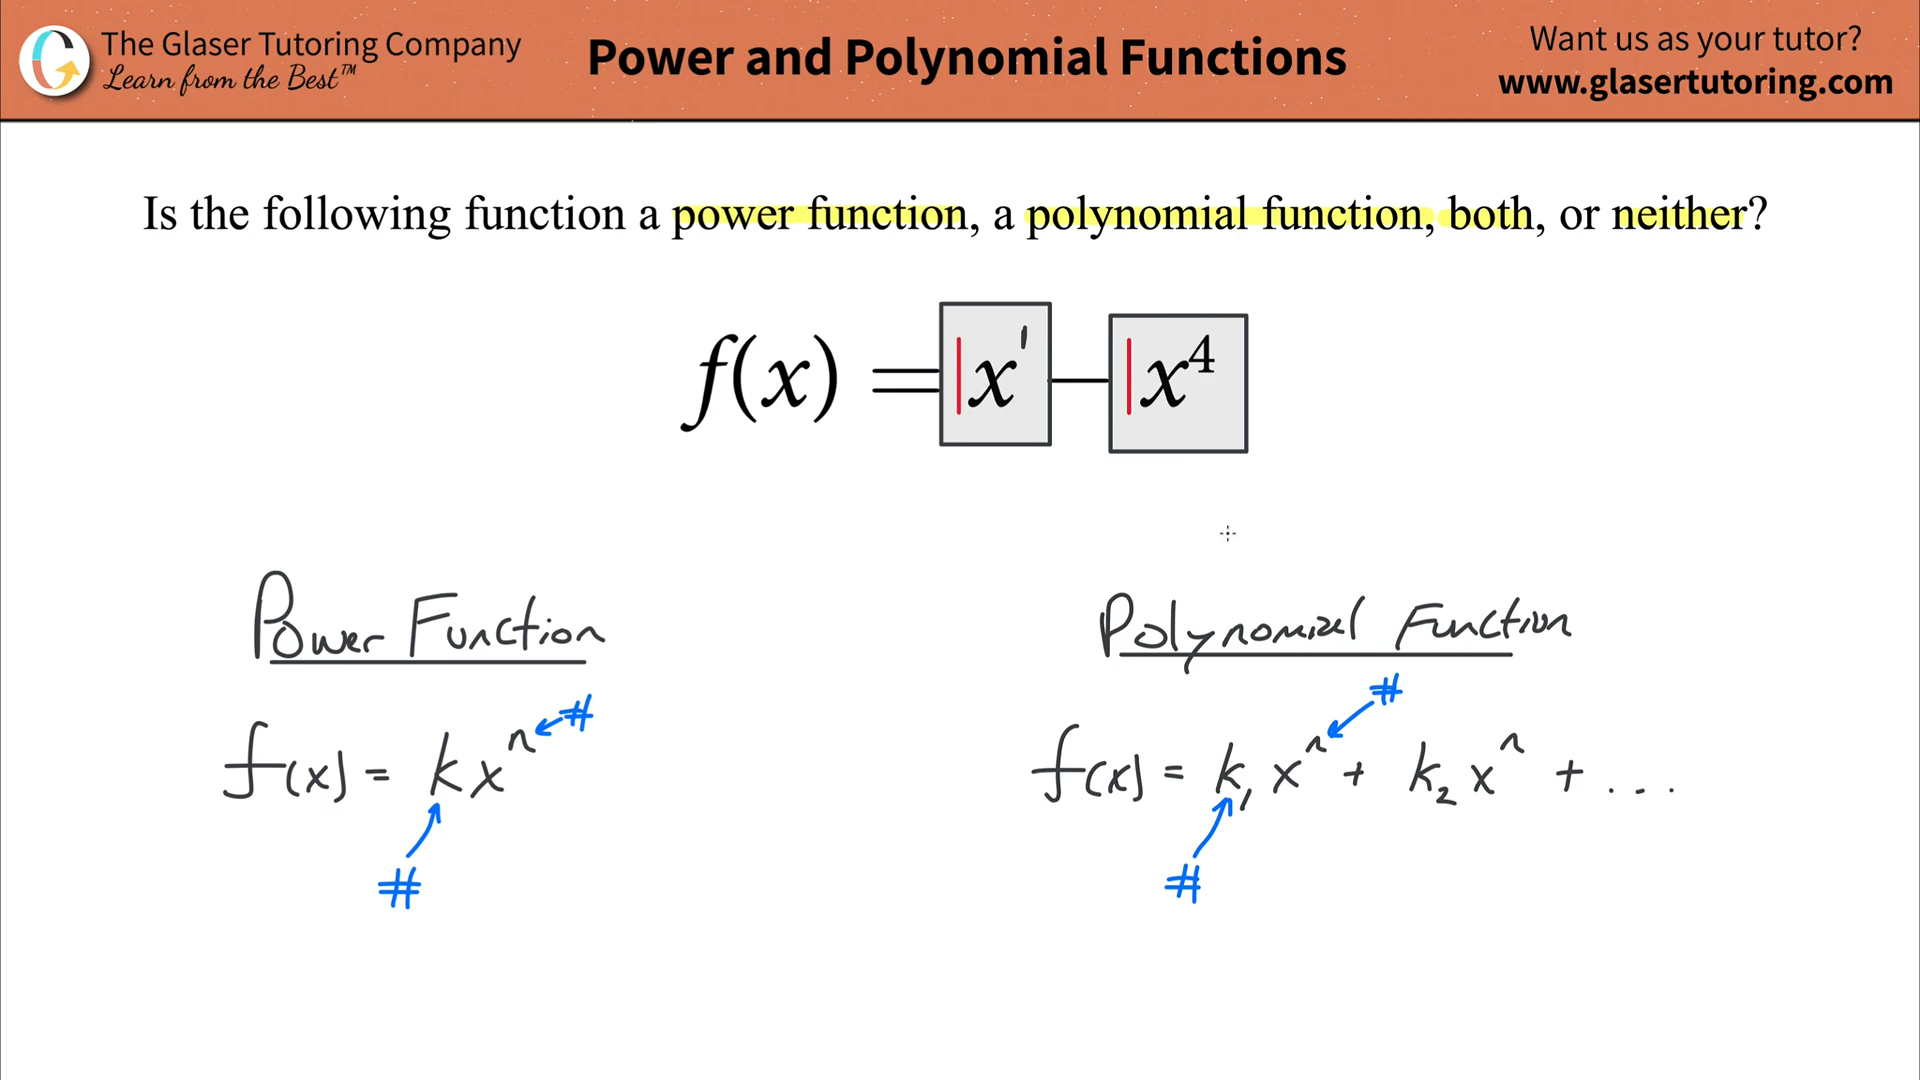 The Glaser Tutoring Company
Learn from the Best™
Power and Polynomial Functions
Want us as your tutor?
www.glasertutoring.com
Is the following function a power function, a polynomial function, both, or neither?
f(x) = |x¹ — |x⁴
Power Function
f(x) = kxⁿ ← #
#
Polynomial Function
#
f(x) = k₁xⁿ + k₂xⁿ + ...
#